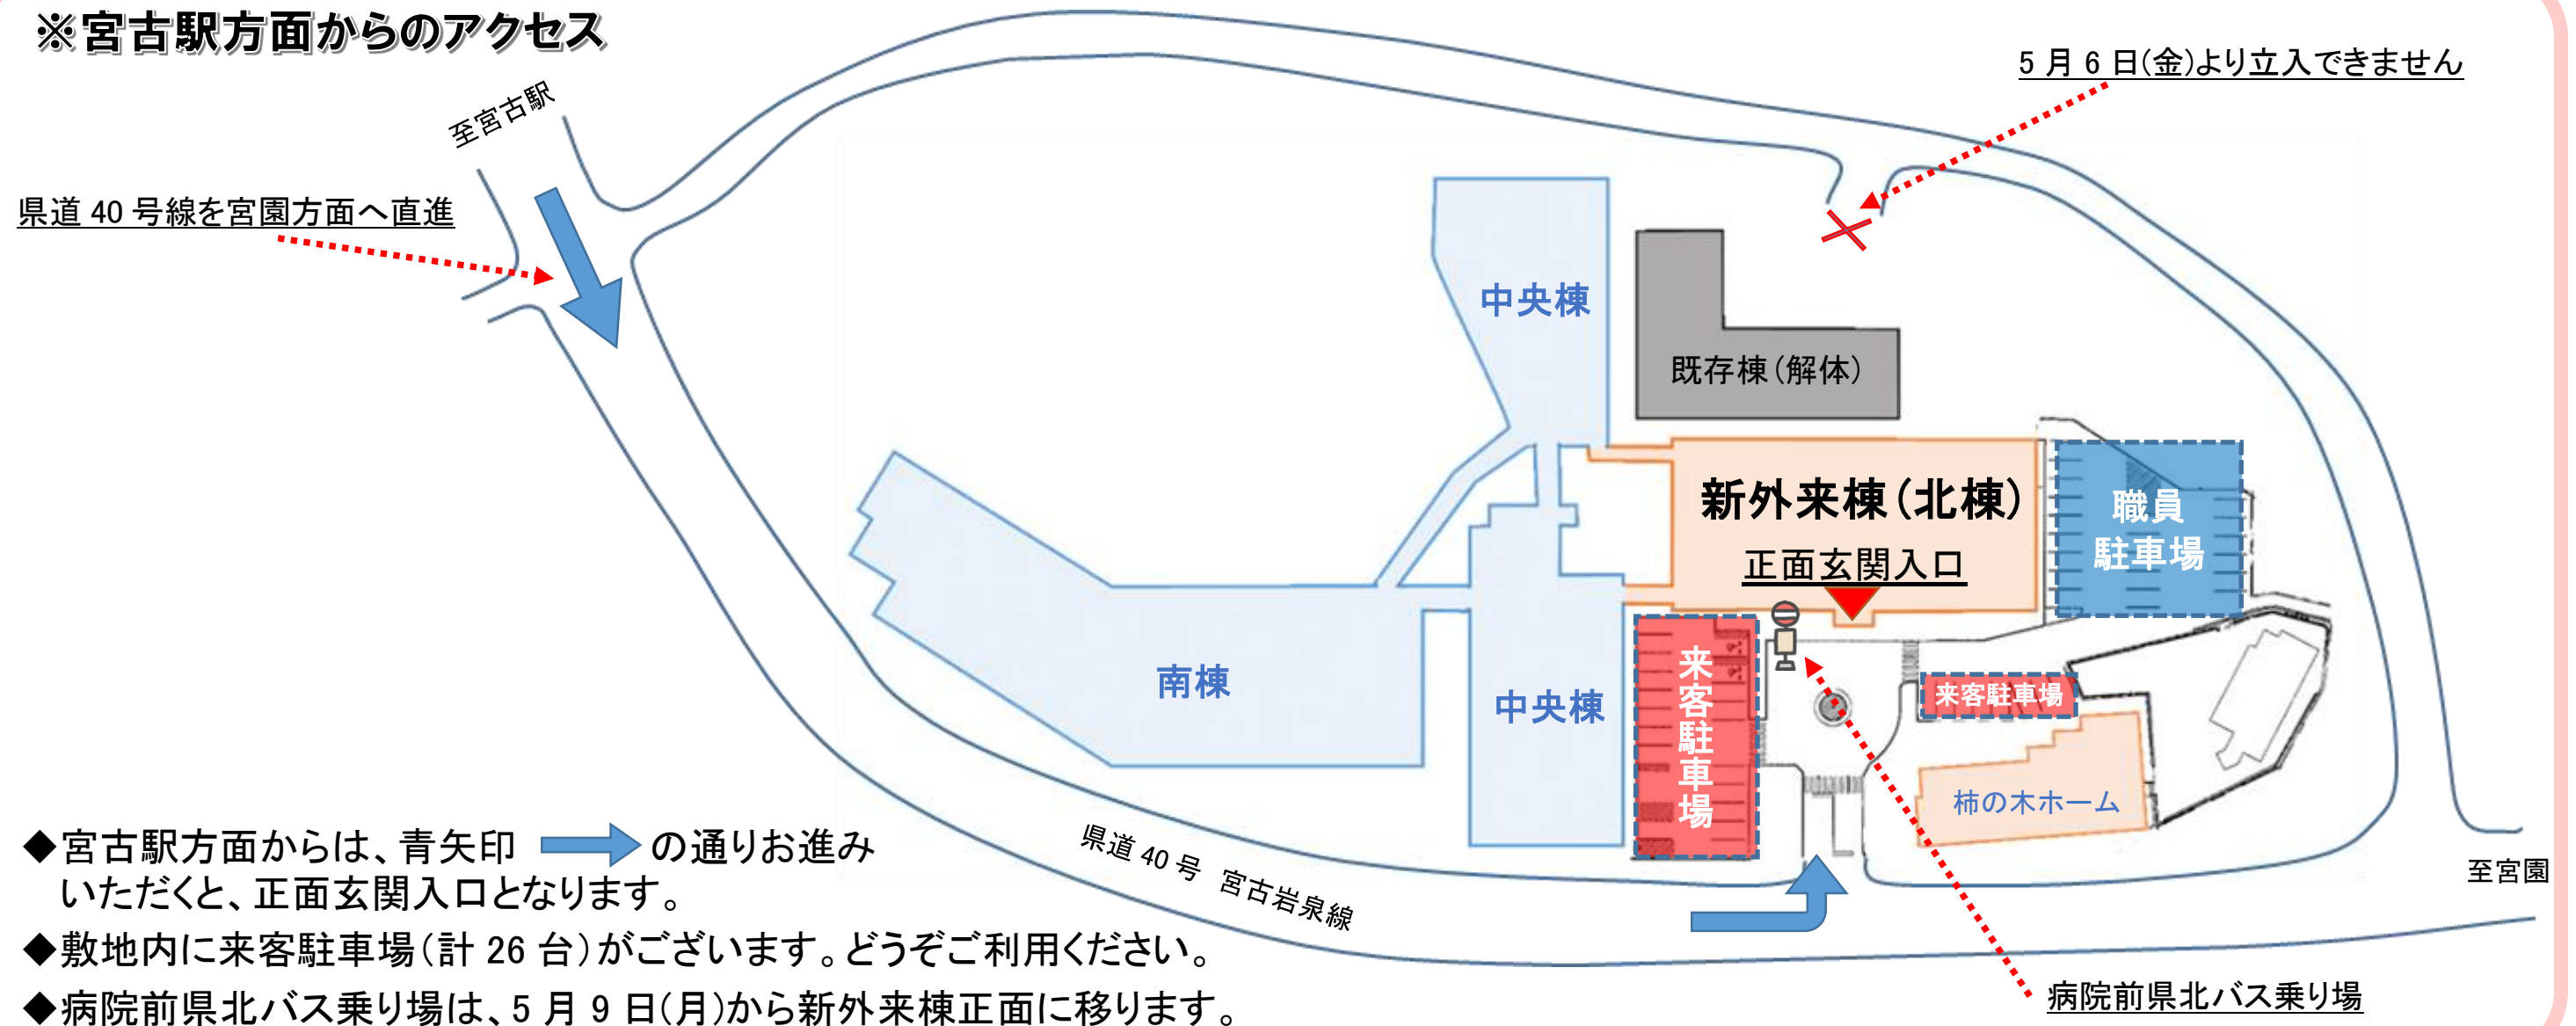 ※宮古駅方面からのアクセス
5月6日(金)より立入できません
至宮古駅
県道40号線を宮園方面へ直進
中央棟
既存棟(解体)
新外来棟(北棟)
正面玄関入口
職員
駐車場
南棟
中央棟
来客駐車場
来客駐車場
柿の木ホーム
県道40号 宮古岩泉線
至宮園
病院前県北バス乗り場
◆宮古駅方面からは、青矢印 の通りお進み
いただくと、正面玄関入口となります。
◆敷地内に来客駐車場(計26台)がございます。どうぞご利用ください。
◆病院前県北バス乗り場は、5月9日(月)から新外来棟正面に移ります。